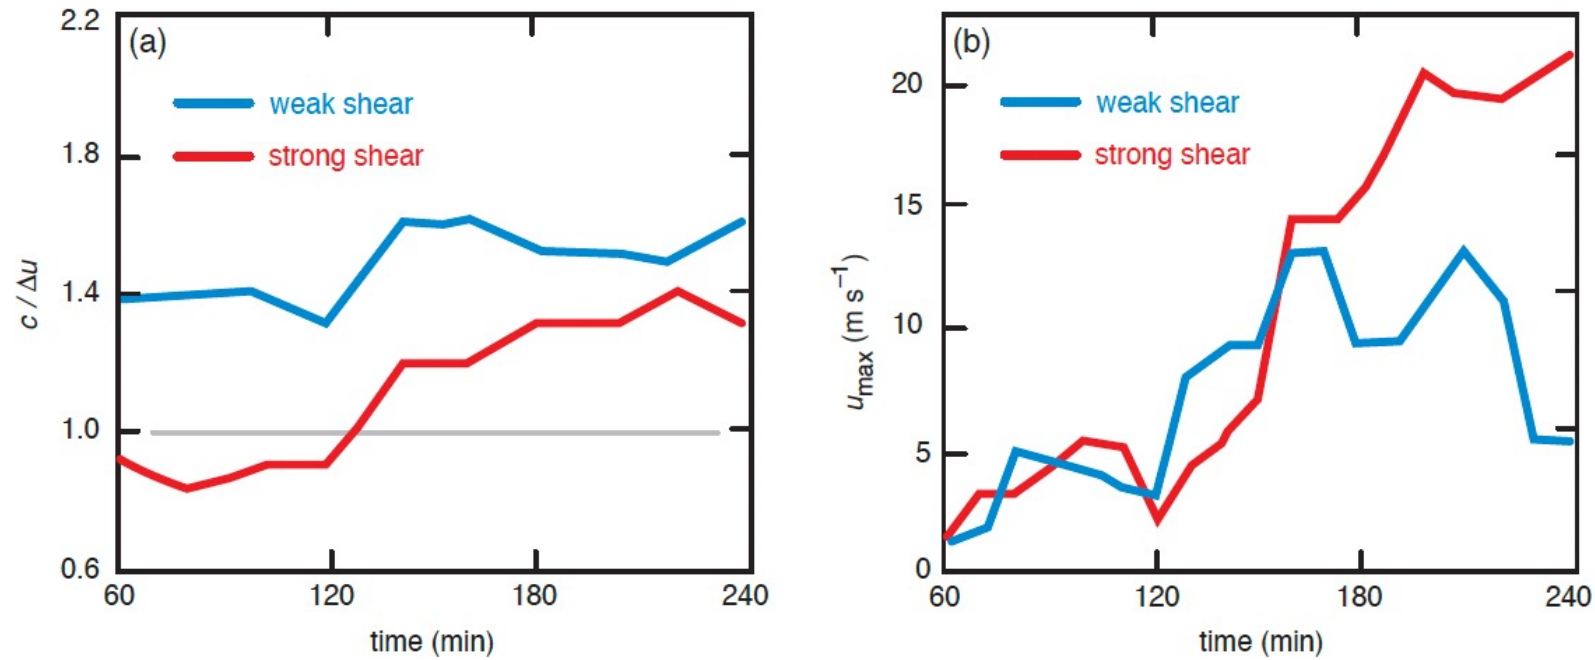 (a)
2.2
1.8
1.4
1.0
0.6
c / Δu
weak shear
strong shear
60 120 180 240
time (min)
(b)
20
15
10
5
0
u_max (m s⁻¹)
weak shear
strong shear
60 120 180 240
time (min)